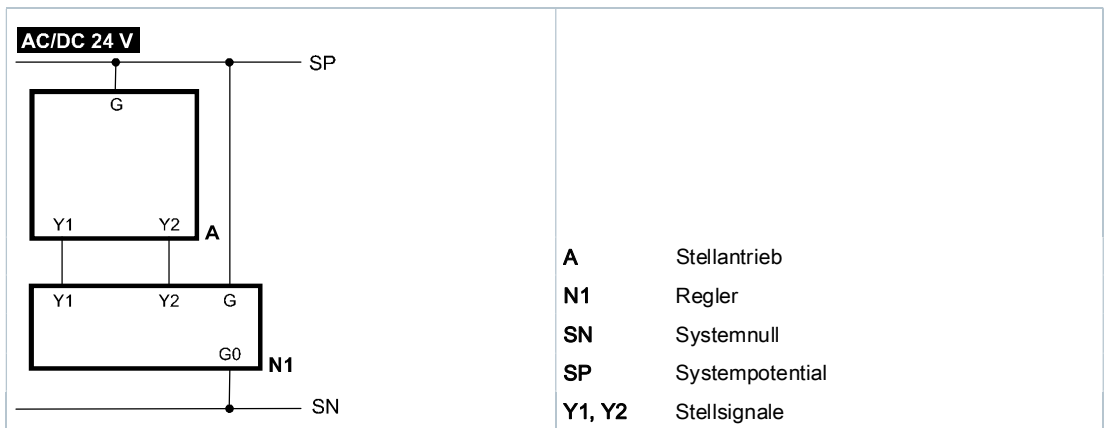 AC/DC 24 V
SP
G
Y1 Y2
A
Y1 Y2 G
G0
N1
SN
A Stellantrieb
N1 Regler
SN Systemnull
SP Systempotential
Y1, Y2 Stellsignale